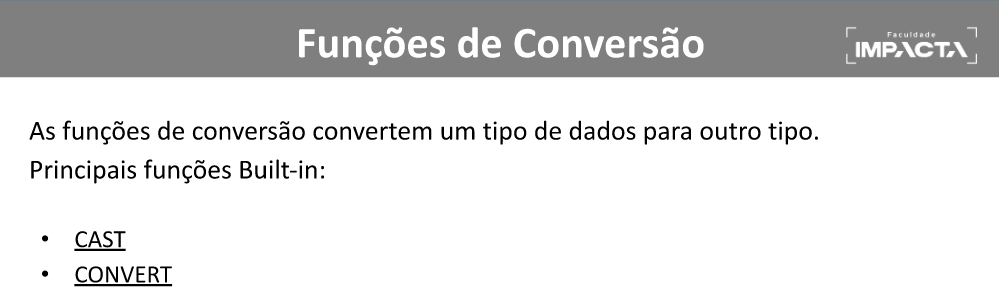 Funções de Conversão
Faculdade
IMPACTA
As funções de conversão convertem um tipo de dados para outro tipo.
Principais funções Built-in:
• CAST
• CONVERT